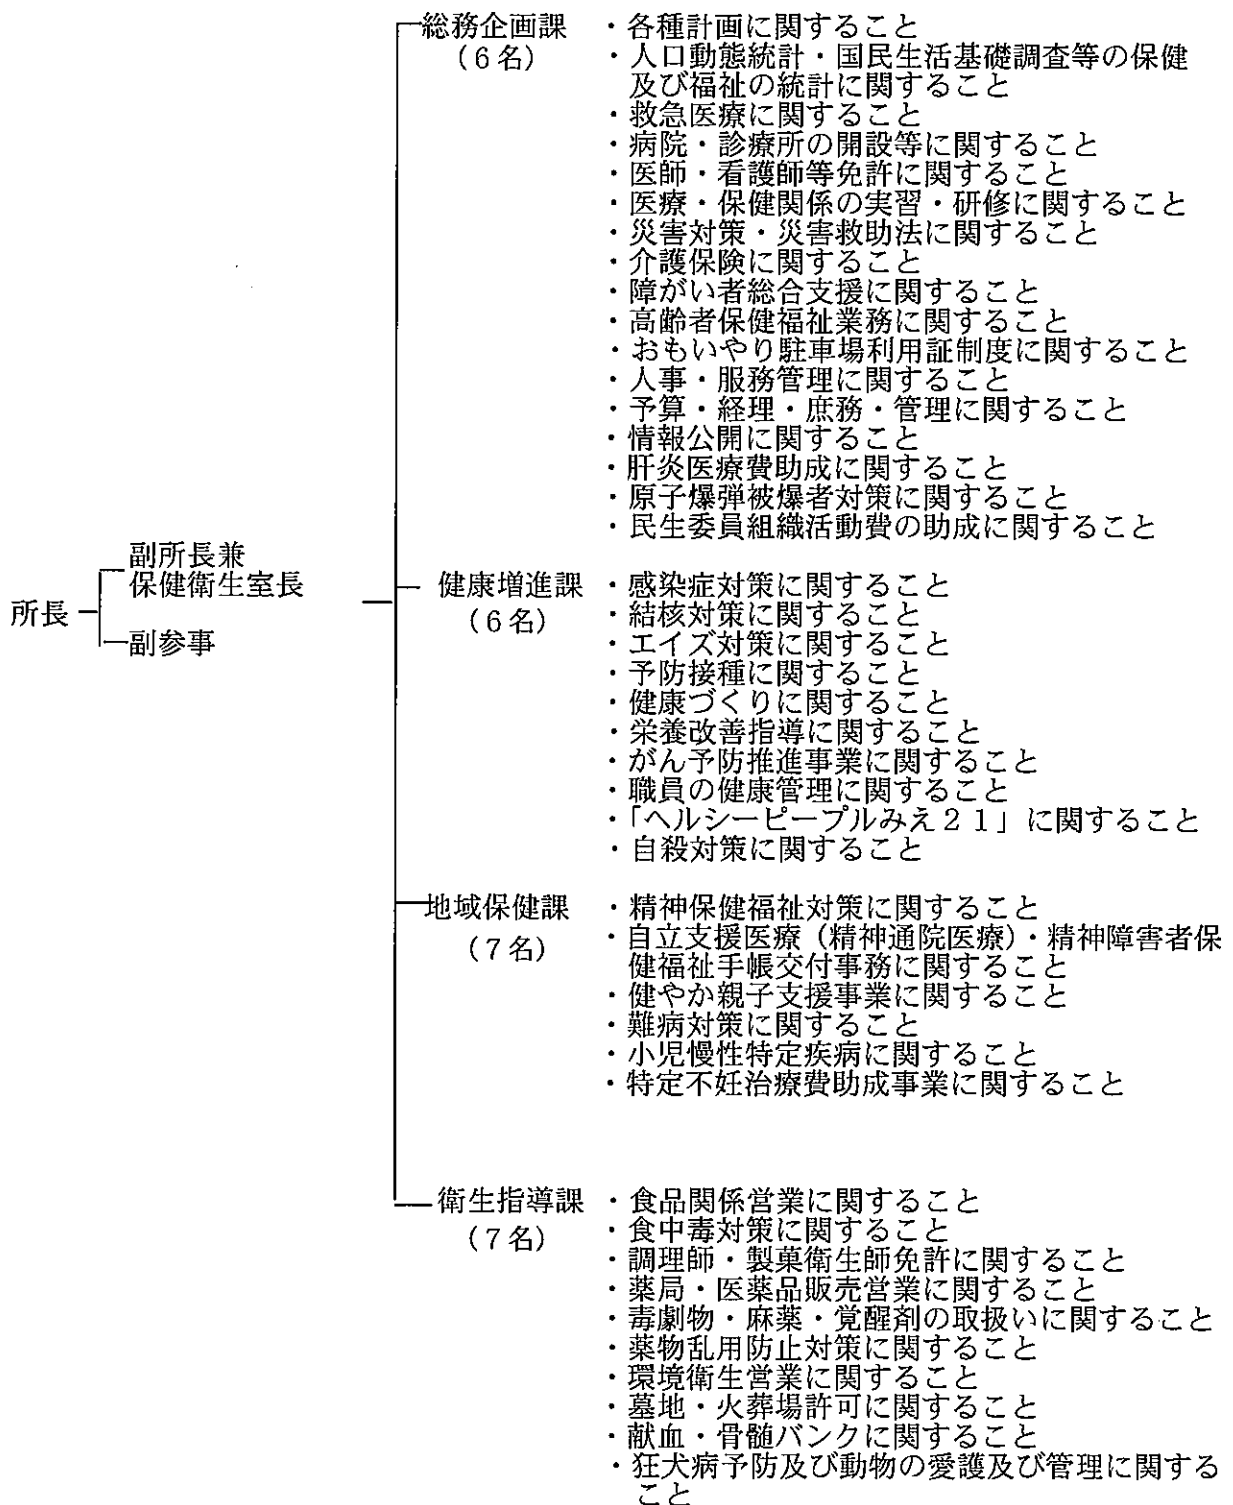 所長
副所長兼
保健衛生室長
副参事
総務企画課
（６名）
・各種計画に関すること
・人口動態統計・国民生活基礎調査等の保健
及び福祉の統計に関すること
・救急医療に関すること
・病院・診療所の開設等に関すること
・医師・看護師等免許に関すること
・医療・保健関係の実習・研修に関すること
・災害対策・災害救助法に関すること
・介護保険に関すること
・障がい者総合支援に関すること
・高齢者保健福祉業務に関すること
・おもいやり駐車場利用証制度に関すること
・人事・服務管理に関すること
・予算・経理・庶務・管理に関すること
・情報公開に関すること
・肝炎医療費助成に関すること
・原子爆弾被爆者対策に関すること
・民生委員組織活動費の助成に関すること
健康増進課
（６名）
・感染症対策に関すること
・結核対策に関すること
・エイズ対策に関すること
・予防接種に関すること
・健康づくりに関すること
・栄養改善指導に関すること
・がん予防推進事業に関すること
・職員の健康管理に関すること
・「ヘルシーピープルみえ２１」に関すること
・自殺対策に関すること
地域保健課
（７名）
・精神保健福祉対策に関すること
・自立支援医療（精神通院医療）・精神障害者保
健福祉手帳交付事務に関すること
・健やか親子支援事業に関すること
・難病対策に関すること
・小児慢性特定疾病に関すること
・特定不妊治療費助成事業に関すること
衛生指導課
（７名）
・食品関係営業に関すること
・食中毒対策に関すること
・調理師・製菓衛生師免許に関すること
・薬局・医薬品販売営業に関すること
・毒劇物・麻薬・覚醒剤の取扱いに関すること
・薬物乱用防止対策に関すること
・環境衛生営業に関すること
・墓地・火葬場許可に関すること
・献血・骨髄バンクに関すること
・狂犬病予防及び動物の愛護及び管理に関する
こと